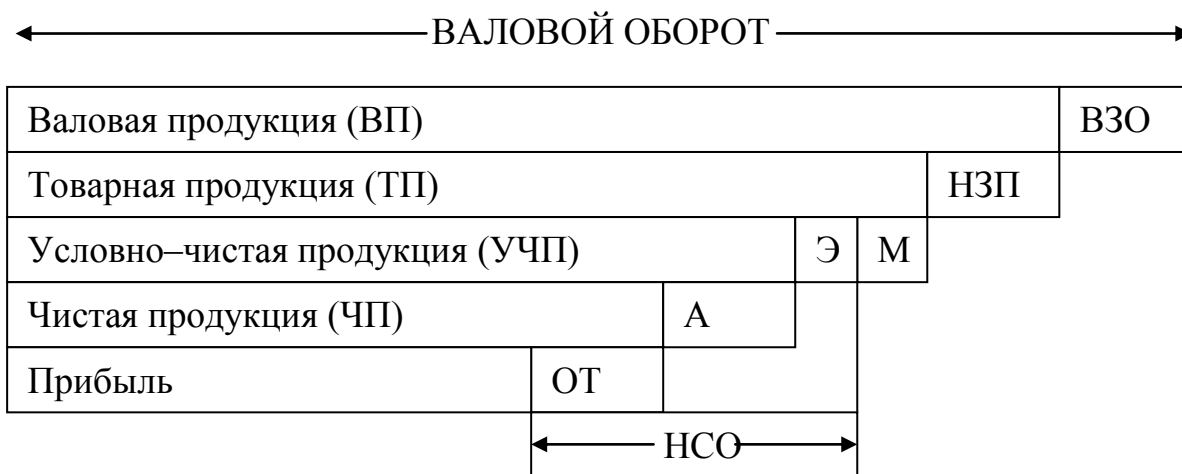 ВАЛОВОЙ ОБОРОТ
Валовая продукция (ВП) ВЗО
Товарная продукция (ТП) НЗП
Условно–чистая продукция (УЧП) Э М
Чистая продукция (ЧП) А
Прибыль ОТ
НСО